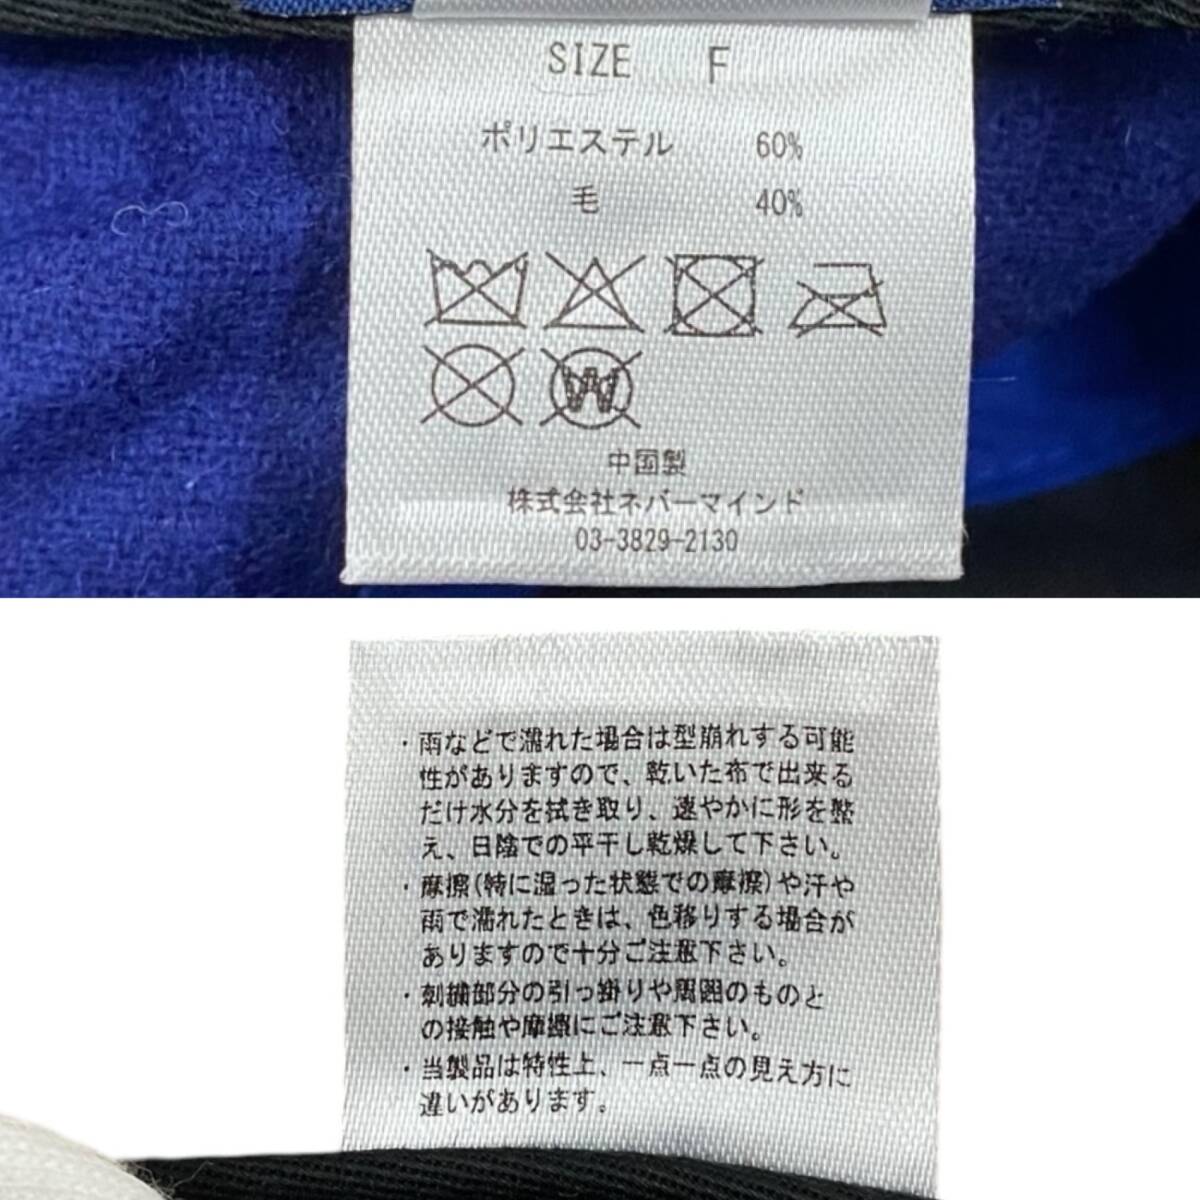 SIZE F
ポリエステル 60%
毛 40%
W
中国製
株式会社ネバーマインド
03-3829-2130
・雨などで濡れた場合は型崩れする可能
性がありますので、乾いた布で出来る
だけ水分を拭き取り、速やかに形を整
え、日陰での平干し乾燥して下さい。
・摩擦(特に湿った状態での摩擦)や汗や
雨で濡れたときは、色移りする場合が
ありますので十分ご注意下さい。
・刺繍部分の引っ掛りや周囲のものと
の接触や摩擦にご注意下さい。
・当製品は特性上、一点一点の見え方に
違いがあります。